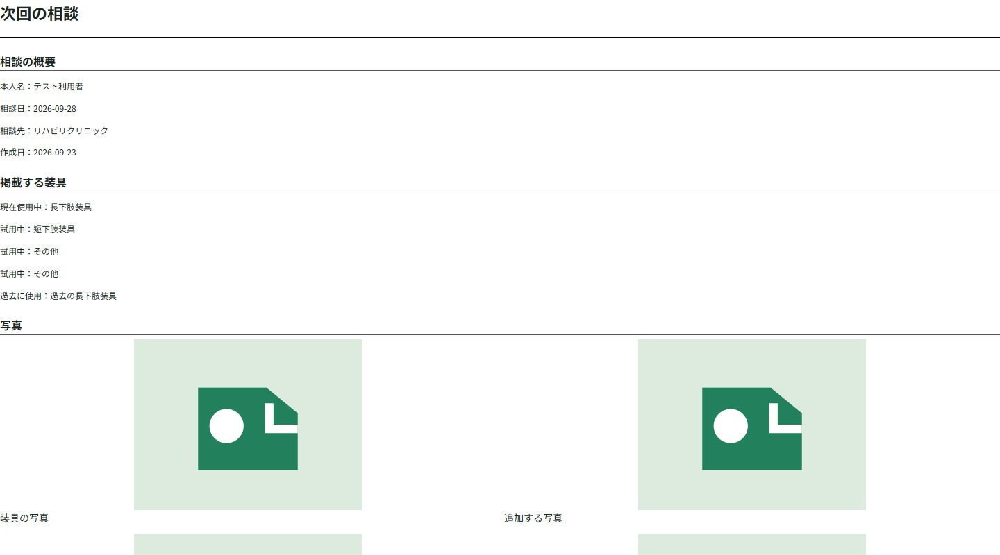 次回の相談
相談の概要
本人名：テスト利用者
相談日：2026-09-28
相談先：リハビリクリニック
作成日：2026-09-23
掲載する装具
現在使用中：長下肢装具
試用中：短下肢装具
試用中：その他
試用中：その他
過去に使用：過去の長下肢装具
写真
装具の写真
追加する写真